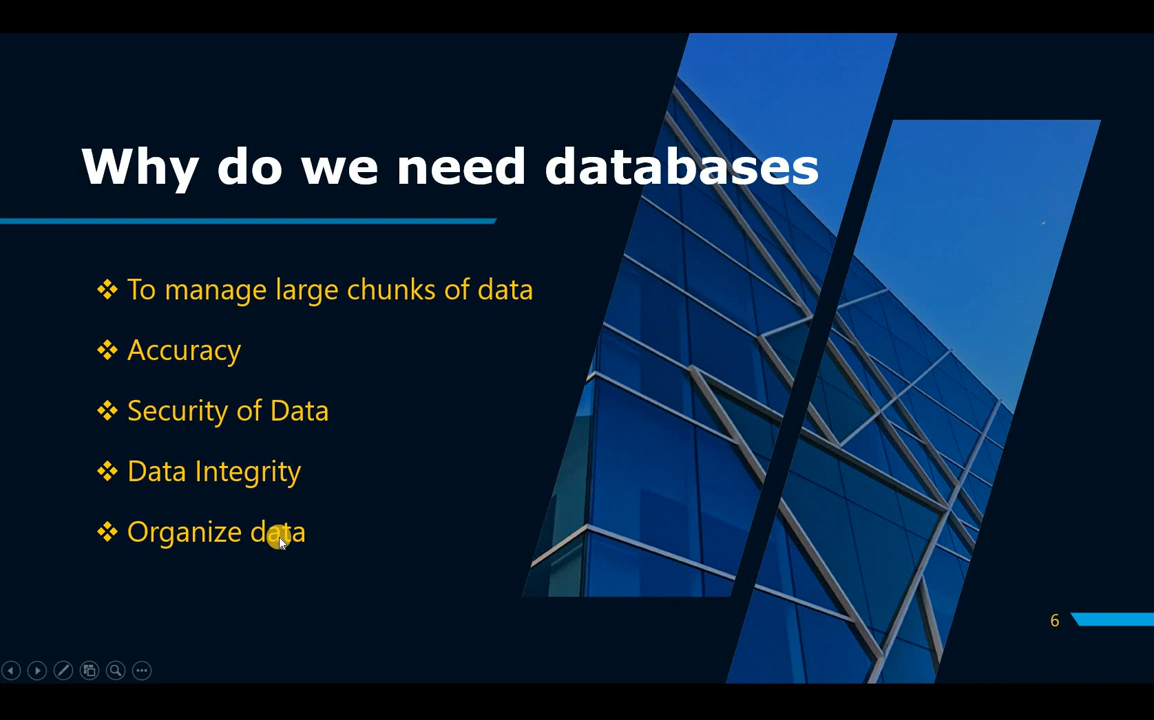 Why do we need databases
❖ To manage large chunks of data
❖ Accuracy
❖ Security of Data
❖ Data Integrity
❖ Organize data
6